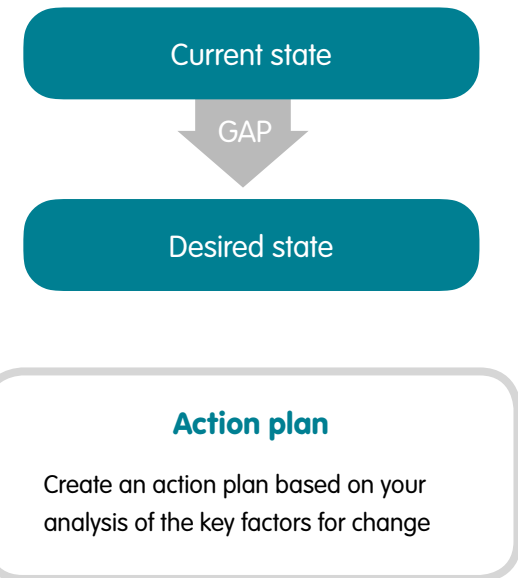 Current state
GAP
Desired state
Action plan
Create an action plan based on your
analysis of the key factors for change